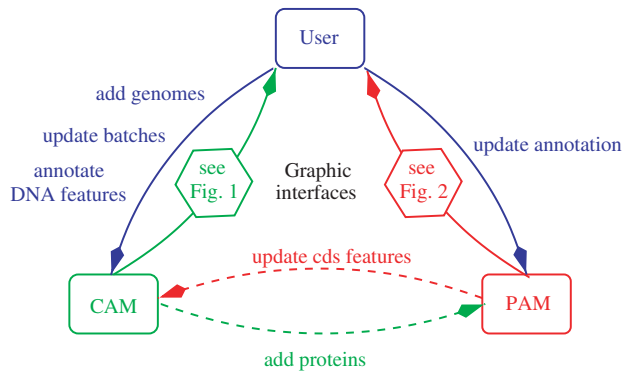 User
add genomes
update batches
annotate
DNA features
see
Fig. 1
Graphic
interfaces
see
Fig. 2
update annotation
update cds features
CAM
PAM
add proteins